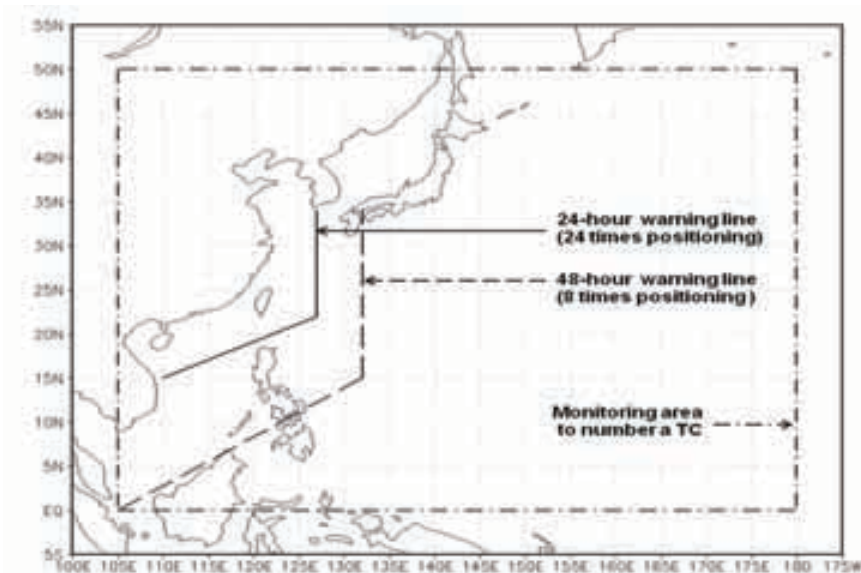 55N
50N
45N
40N
35N
30N
25N
20N
15N
10N
5N
EQ
5S
24-hour warning line
(24 times positioning)
48-hour warning line
(8 times positioning)
Monitoring area
to number a TC
100E 105E 110E 115E 120E 125E 130E 135E 140E 145E 150E 155E 160E 165E 170E 175E 180 175W